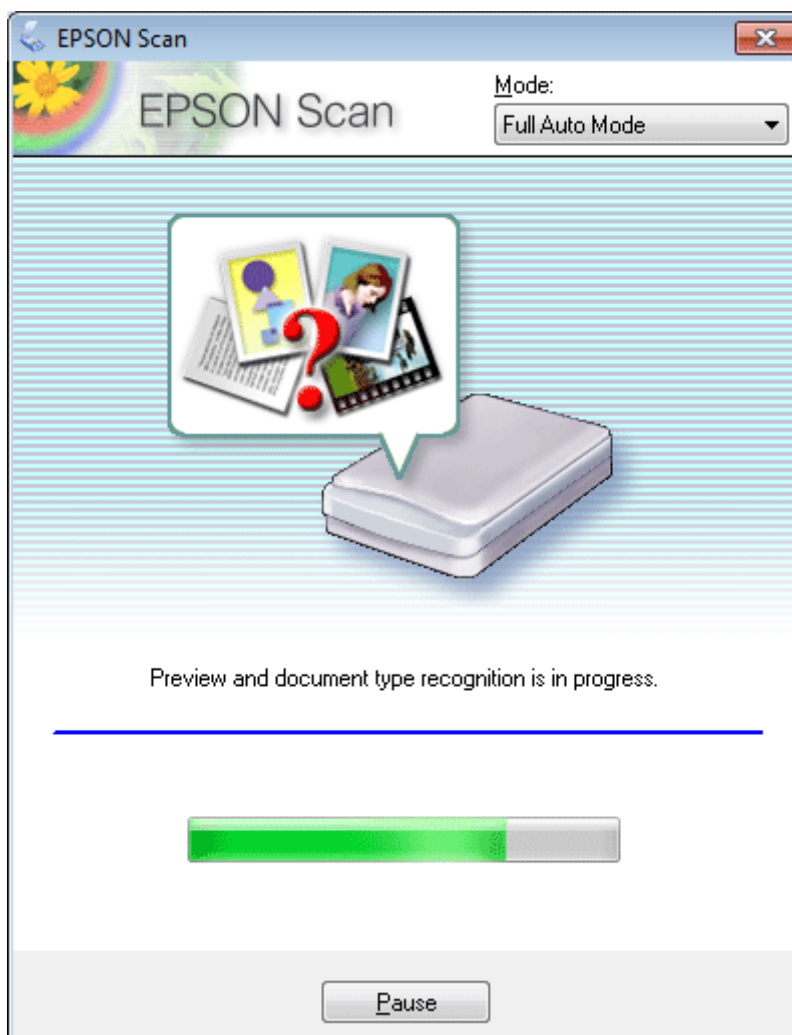 EPSON Scan
EPSON Scan
Mode:
Full Auto Mode
?
Preview and document type recognition is in progress.
Pause